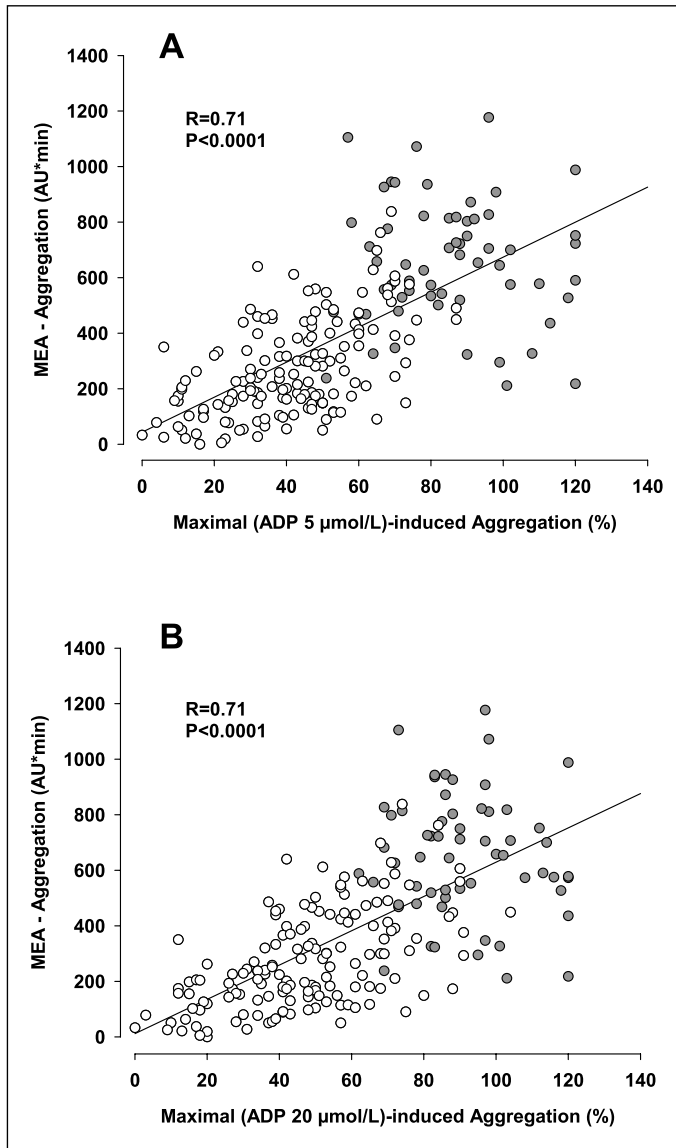 A
1400
1200
1000
800
600
400
200
0
MEA - Aggregation (AU*min)
R=0.71
P<0.0001
0 20 40 60 80 100 120 140
Maximal (ADP 5 µmol/L)-induced Aggregation (%)
B
1400
1200
1000
800
600
400
200
0
MEA - Aggregation (AU*min)
R=0.71
P<0.0001
0 20 40 60 80 100 120 140
Maximal (ADP 20 µmol/L)-induced Aggregation (%)